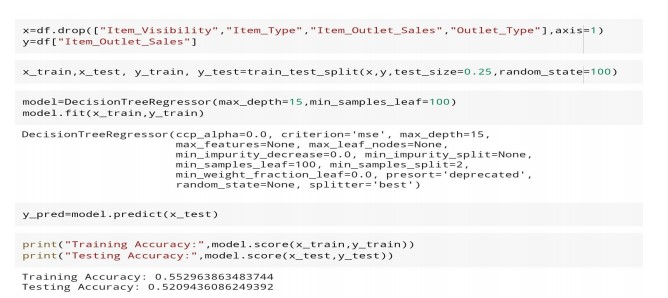 x=df.drop(["Item_Visibility","Item_Type","Item_Outlet_Sales","Outlet_Type"],axis=1)
y=df["Item_Outlet_Sales"]
x_train,x_test, y_train, y_test=train_test_split(x,y,test_size=0.25,random_state=100)
model=DecisionTreeRegressor(max_depth=15,min_samples_leaf=100)
model.fit(x_train,y_train)
DecisionTreeRegressor(ccp_alpha=0.0, criterion='mse', max_depth=15,
max_features=None, max_leaf_nodes=None,
min_impurity_decrease=0.0, min_impurity_split=None,
min_samples_leaf=100, min_samples_split=2,
min_weight_fraction_leaf=0.0, presort='deprecated',
random_state=None, splitter='best')
y_pred=model.predict(x_test)
print("Training Accuracy:",model.score(x_train,y_train))
print("Testing Accuracy:",model.score(x_test,y_test))
Training Accuracy: 0.552963863483744
Testing Accuracy: 0.5209436086249392